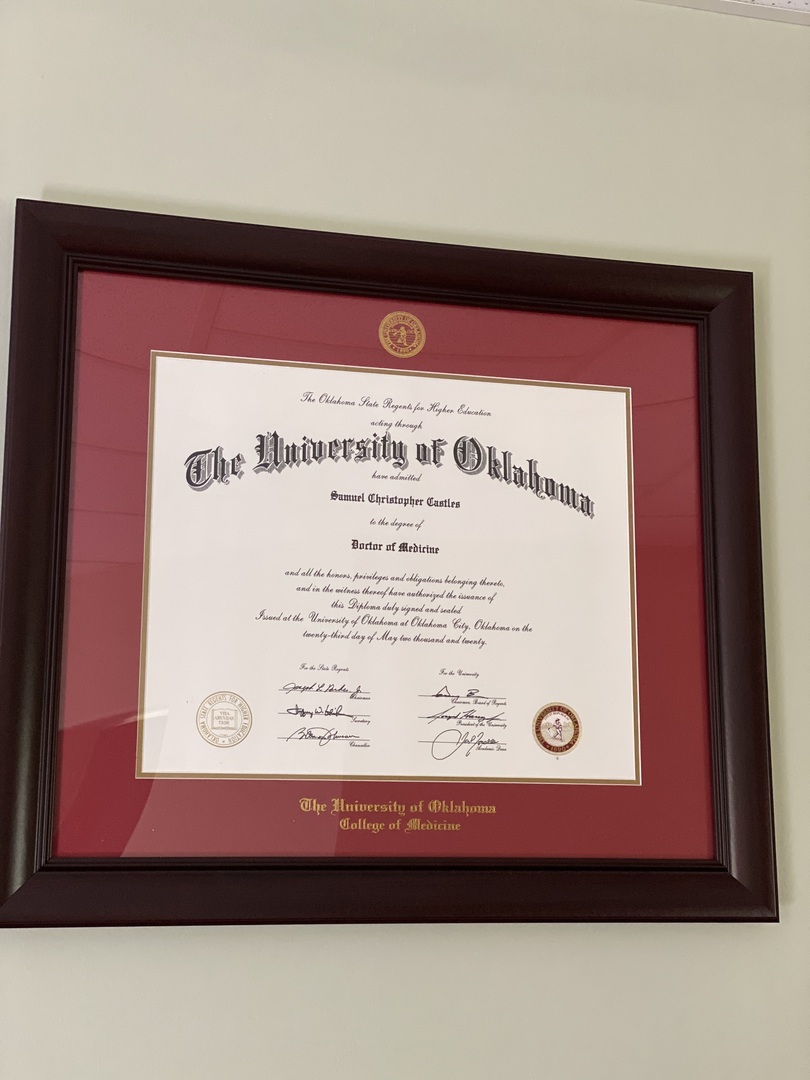 The Oklahoma State Regents for Higher Education
acting through
The University of Oklahoma
have admitted
Samuel Christopher Castles
to the degree of
Doctor of Medicine
and all the honors, privileges and obligations belonging thereto,
and in the witness thereof have authorized the issuance of
this Diploma duly signed and sealed
Issued at the University of Oklahoma at Oklahoma City, Oklahoma on the
twenty-third day of May two thousand and twenty.
For the State Regents
For the University
Chairman
Chairman, Board of Regents
Secretary
President of the University
Chancellor
Academic Dean
The University of Oklahoma
College of Medicine